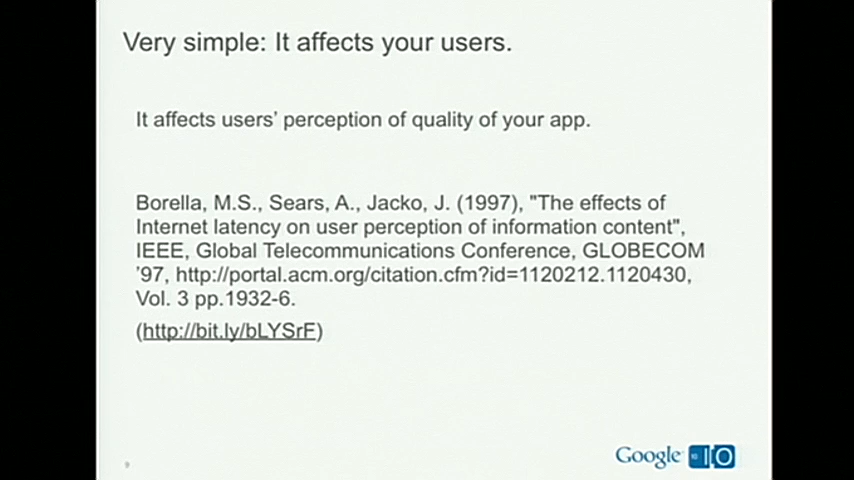 Very simple: It affects your users.
It affects users' perception of quality of your app.
Borella, M.S., Sears, A., Jacko, J. (1997), "The effects of
Internet latency on user perception of information content",
IEEE, Global Telecommunications Conference, GLOBECOM
'97, http://portal.acm.org/citation.cfm?id=1120212.1120430,
Vol. 3 pp.1932-6.
(http://bit.ly/bLYSrF)
9
Google 10 IO